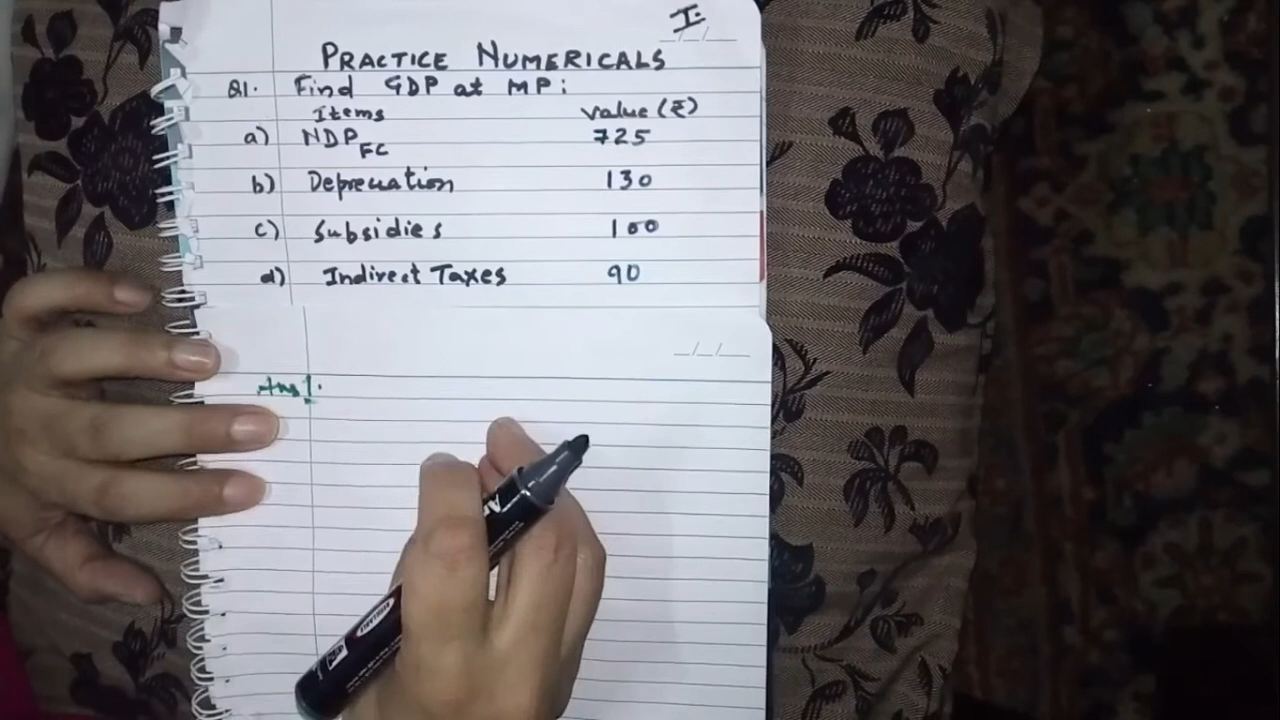 I.
PRACTICE NUMERICALS
Q1. Find GDP at MP:
Items Value (₹)
a) NDP FC 725
b) Depreciation 130
c) Subsidies 100
d) Indirect Taxes 90
Ans1.